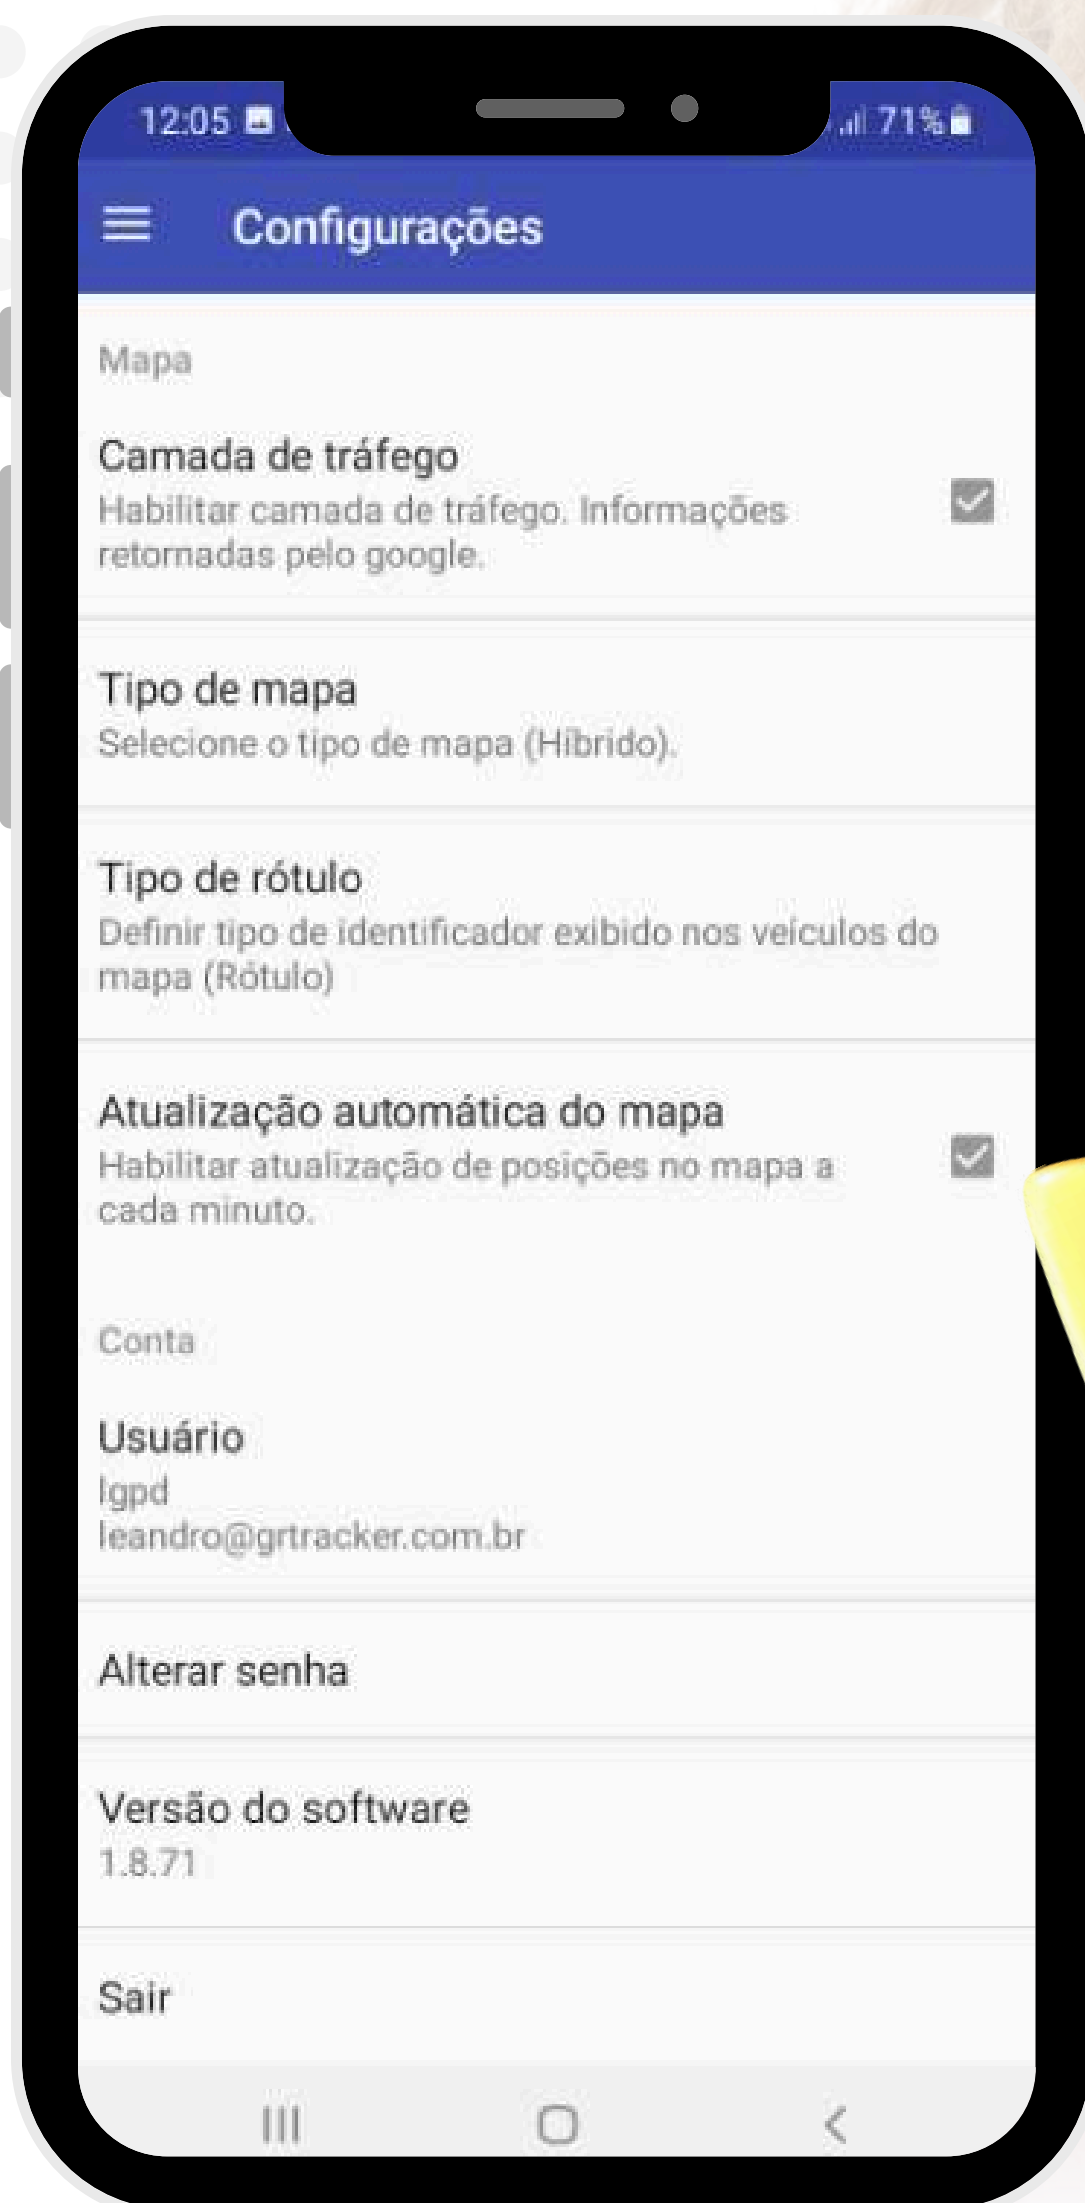 12:05
71%
Configurações
Mapa
Camada de tráfego
Habilitar camada de tráfego. Informações
retornadas pelo google.
Tipo de mapa
Selecione o tipo de mapa (Híbrido).
Tipo de rótulo
Definir tipo de identificador exibido nos veículos do
mapa (Rótulo)
Atualização automática do mapa
Habilitar atualização de posições no mapa a
cada minuto.
Conta
Usuário
lgpd
leandro@grtracker.com.br
Alterar senha
Versão do software
1.8.71
Sair